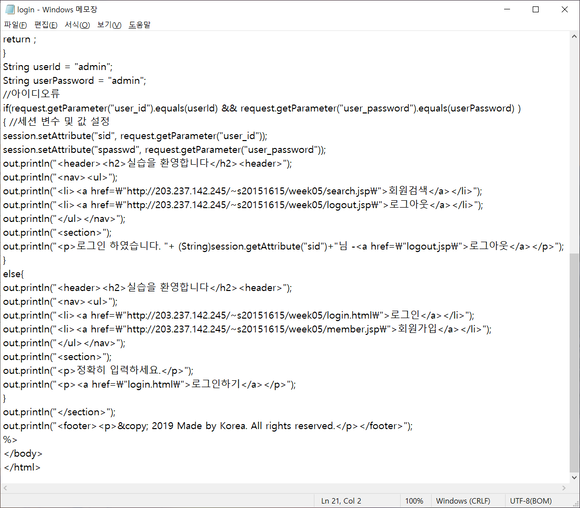 login - Windows 메모장
파일(F) 편집(E) 서식(O) 보기(V) 도움말
return ;
}
String userId = "admin";
String userPassword = "admin";
//아이디오류
if(request.getParameter("user_id").equals(userId) && request.getParameter("user_password").equals(userPassword) )
{ //세션 변수 및 값 설정
session.setAttribute("sid", request.getParameter("user_id"));
session.setAttribute("spasswd", request.getParameter("user_password"));
out.println("<header><h2>실습을 환영합니다</h2><header>");
out.println("<nav><ul>");
out.println("<li><a href=₩"http://203.237.142.245/~s20151615/week05/search.jsp₩">회원검색</a></li>");
out.println("<li><a href=₩"http://203.237.142.245/~s20151615/week05/logout.jsp₩">로그아웃</a></li>");
out.println("</ul></nav>");
out.println("<section>");
out.println("<p>로그인 하였습니다. "+ (String)session.getAttribute("sid")+"님 -<a href=₩"logout.jsp₩">로그아웃</a></p>");
}
else{
out.println("<header><h2>실습을 환영합니다</h2><header>");
out.println("<nav><ul>");
out.println("<li><a href=₩"http://203.237.142.245/~s20151615/week05/login.html₩">로그인</a></li>");
out.println("<li><a href=₩"http://203.237.142.245/~s20151615/week05/member.jsp₩">회원가입</a></li>");
out.println("</ul></nav>");
out.println("<section>");
out.println("<p>정확히 입력하세요.</p>");
out.println("<p><a href=₩"login.html₩">로그인하기</a></p>");
}
out.println("</section>");
out.println("<footer><p>&copy; 2019 Made by Korea. All rights reserved.</p></footer>");
%>
</body>
</html>
Ln 21, Col 2 100% Windows (CRLF) UTF-8(BOM)